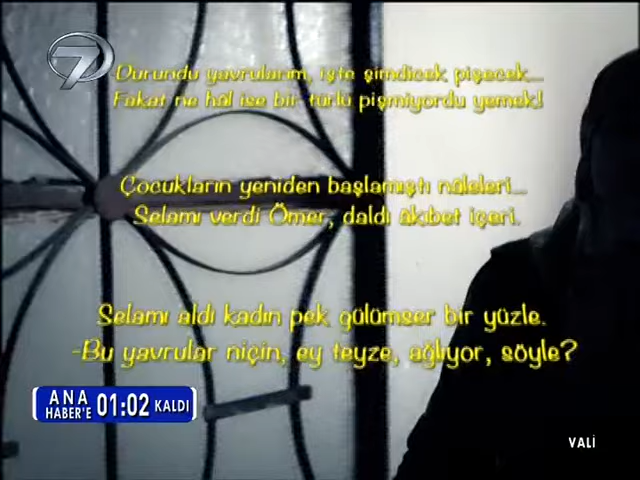 7
Durundu yavrularım, işte şimdicek pişecek...
Fakat ne hâl ise bir türlü pişmiyordu yemek!
Çocukların yeniden başlamıştı nâleleri...
Selamı verdi Ömer, daldı âkıbet içeri.
Selamı aldı kadın pek gülümser bir yüzle.
-Bu yavrular niçin, ey teyze, ağlıyor, söyle?
ANA HABER'E 01:02 KALDI
VALİ